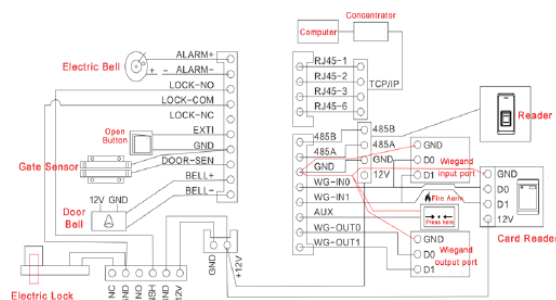 Computer
Concentrator
Electric Bell
+ -
ALARM+
ALARM-
LOCK-NO
LOCK-COM
LOCK-NC
EXTI
GND
DOOR-SEN
BELL+
BELL-
Open
Button
Gate Sensor
12V GND
Door
Bell
Electric Lock
NC
GND
NO
GND
12V
GND
+12V
RJ45-1
RJ45-2
RJ45-3
RJ45-6
TCP/IP
485B
485A
GND
WG-IN0
WG-IN1
AUX
WG-OUT0
WG-OUT1
485B
485A
GND
12V
Reader
GND
D0
D1
Wiegand
input port
Fire Aarm
Press here
GND
D0
D1
Wiegand
output port
GND
D0
D1
12V
Card Reader